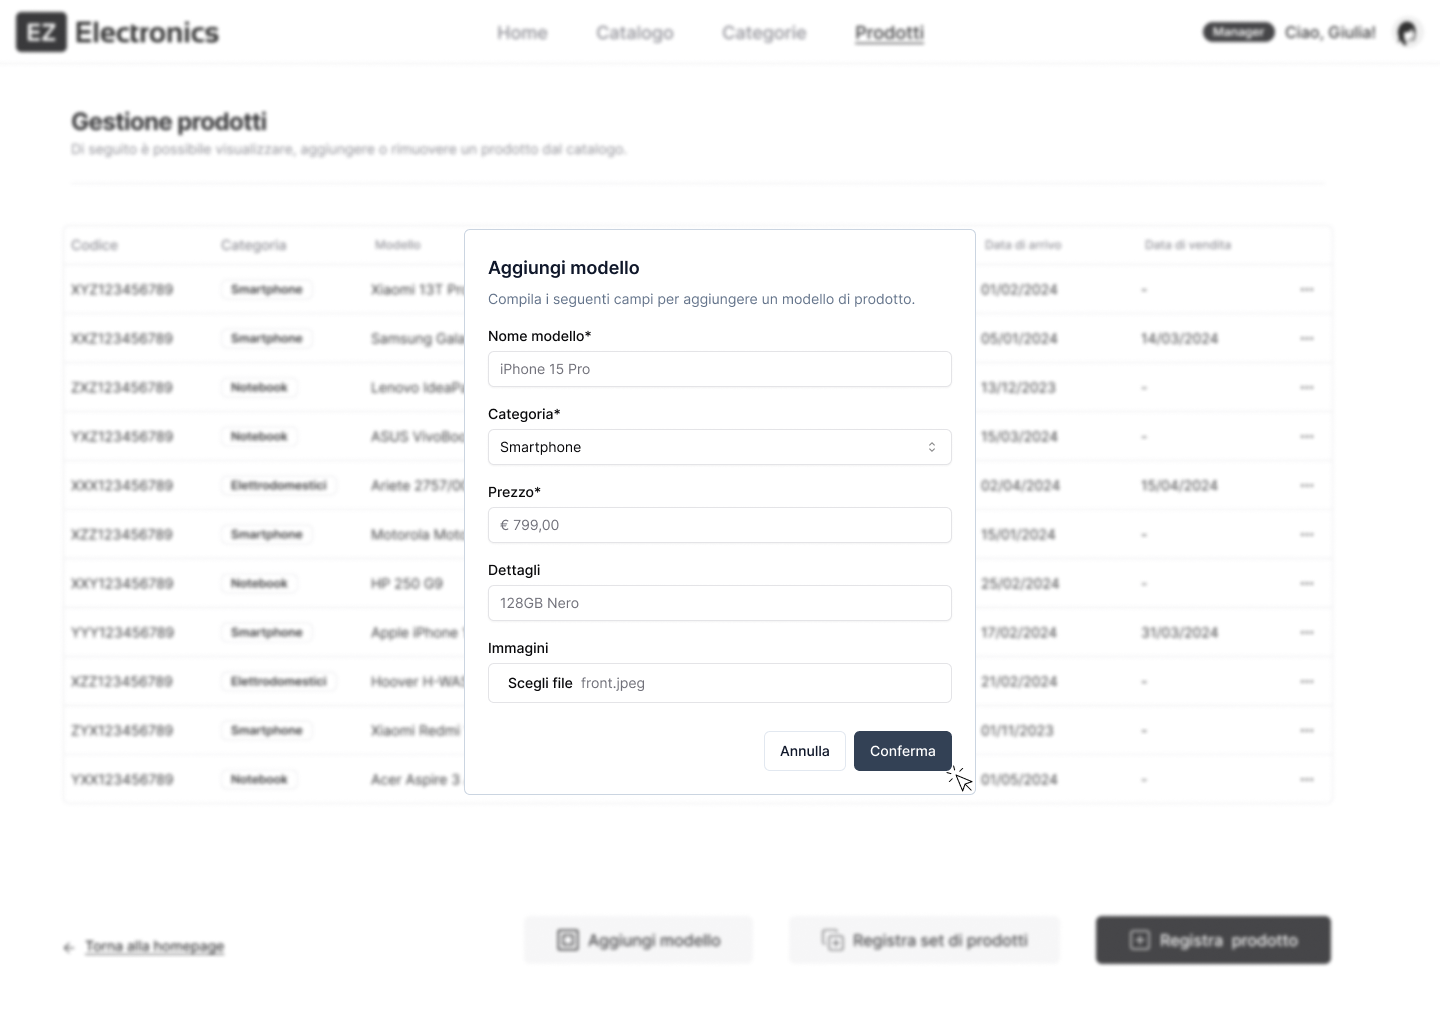 EZ Electronics
Home Catalogo Categorie Prodotti
Manager Ciao, Giulia!
Gestione prodotti
Di seguito è possibile visualizzare, aggiungere o rimuovere un prodotto dal catalogo.
Codice Categoria Modello Data di arrivo Data di vendita
XYZ123456789 Smartphone Xiaomi 13T 01/02/2024 -
XXZ123456789 Smartphone Samsung 05/01/2024 14/03/2024
ZXZ123456789 Notebook Lenovo 13/12/2023 -
YXZ123456789 Notebook ASUS 15/03/2024 -
XXX123456789 Elettrodomestici Ariete 02/04/2024 15/04/2024
XZZ123456789 Smartphone Motorola 15/01/2024 -
XXY123456789 Notebook HP 250 G9 25/02/2024 -
YYY123456789 Smartphone Apple iPhone 17/02/2024 31/03/2024
XZZ123456789 Elettrodomestici Hoover 21/02/2024 -
ZYX123456789 Smartphone Xiaomi Redmi 01/11/2023 -
YXX123456789 Notebook Acer Aspire 3 01/05/2024 -
Aggiungi modello
Compila i seguenti campi per aggiungere un modello di prodotto.
Nome modello*
iPhone 15 Pro
Categoria*
Smartphone
Prezzo*
€ 799,00
Dettagli
128GB Nero
Immagini
Scegli file front.jpeg
Annulla Conferma
← Torna alla homepage Aggiungi modello Registra set di prodotti Registra prodotto